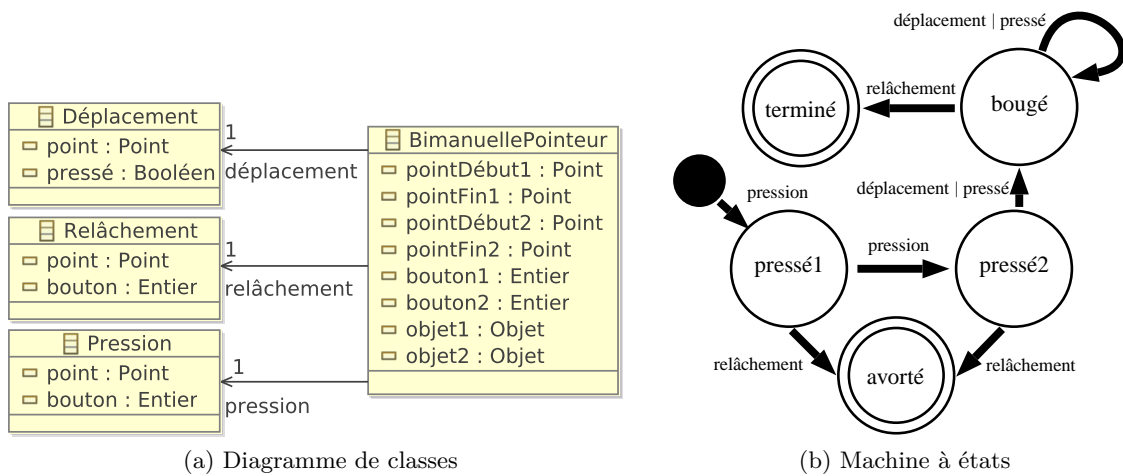 Déplacement
point : Point
pressé : Booléen
1
déplacement
Relâchement
point : Point
bouton : Entier
1
relâchement
Pression
point : Point
bouton : Entier
1
pression
BimanuellePointeur
pointDébut1 : Point
pointFin1 : Point
pointDébut2 : Point
pointFin2 : Point
bouton1 : Entier
bouton2 : Entier
objet1 : Objet
objet2 : Objet
(a) Diagramme de classes
déplacement | pressé
terminé
relâchement
bougé
pression
déplacement | pressé
pressé1
pression
pressé2
relâchement
avorté
relâchement
(b) Machine à états